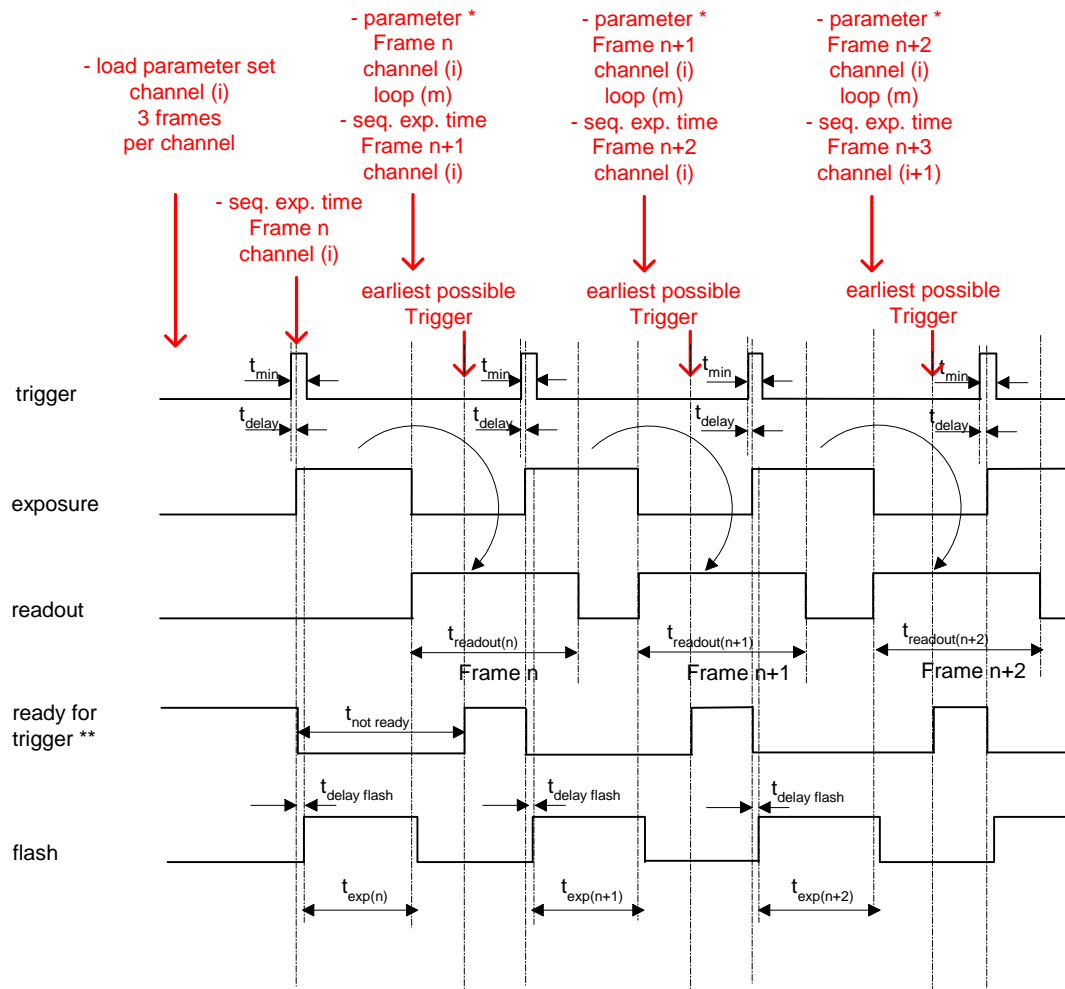 - load parameter set
channel (i)
3 frames
per channel
- seq. exp. time
Frame n
channel (i)
- parameter *
Frame n
channel (i)
loop (m)
- seq. exp. time
Frame n+1
channel (i)
- parameter *
Frame n+1
channel (i)
loop (m)
- seq. exp. time
Frame n+2
channel (i)
- parameter *
Frame n+2
channel (i)
loop (m)
- seq. exp. time
Frame n+3
channel (i+1)
earliest possible
Trigger
earliest possible
Trigger
earliest possible
Trigger
trigger
tmin
tmin
tmin
tmin
tdelay
tdelay
tdelay
tdelay
exposure
readout
treadout(n)
Frame n
treadout(n+1)
Frame n+1
treadout(n+2)
Frame n+2
ready for
trigger **
tnot ready
tdelay flash
tdelay flash
tdelay flash
flash
texp(n)
texp(n+1)
texp(n+2)